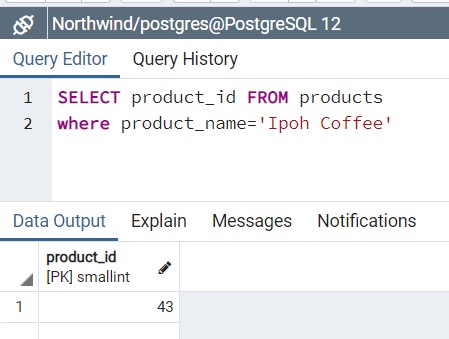 Northwind/postgres@PostgreSQL 12
Query Editor Query History
1 SELECT product_id FROM products
2 where product_name='Ipoh Coffee'
Data Output Explain Messages Notifications
product_id
[PK] smallint
1 43